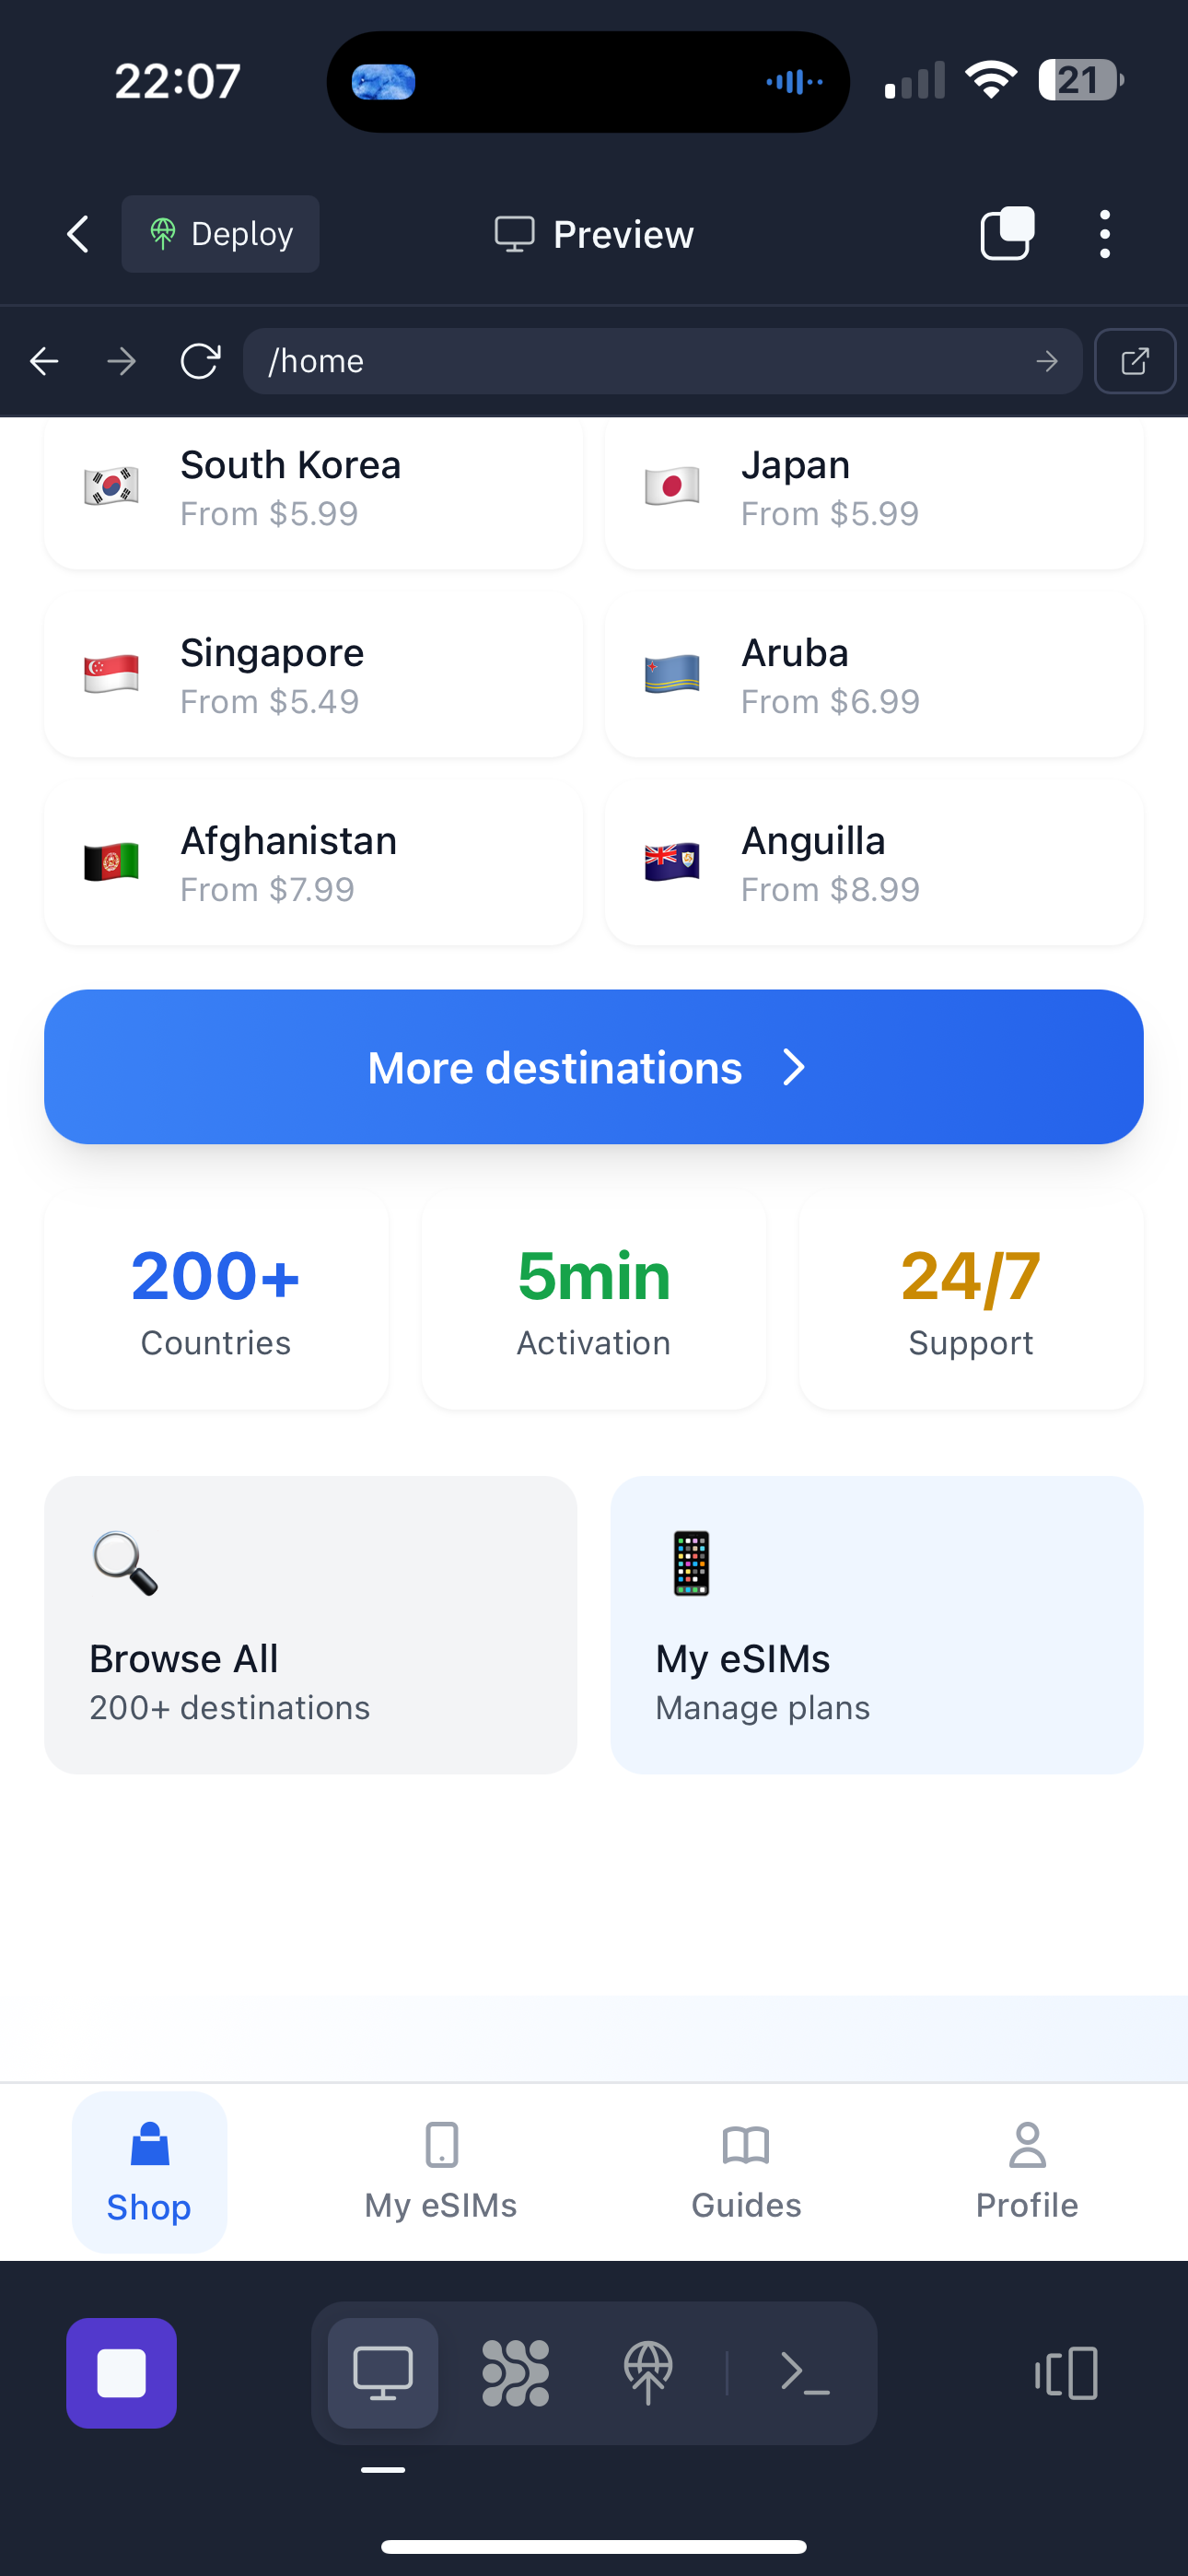 22:07
21
Deploy
Preview
/home
South Korea
From $5.99
Japan
From $5.99
Singapore
From $5.49
Aruba
From $6.99
Afghanistan
From $7.99
Anguilla
From $8.99
More destinations
200+
Countries
5min
Activation
24/7
Support
Browse All
200+ destinations
My eSIMs
Manage plans
Shop
My eSIMs
Guides
Profile